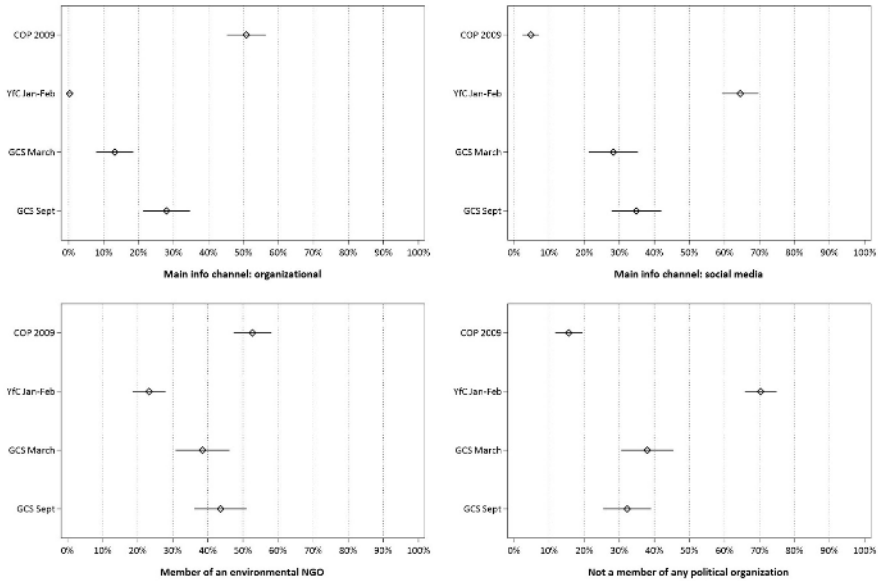 COP 2009
YfC Jan-Feb
GCS March
GCS Sept
0% 10% 20% 30% 40% 50% 60% 70% 80% 90% 100%
Main info channel: organizational
COP 2009
YfC Jan-Feb
GCS March
GCS Sept
0% 10% 20% 30% 40% 50% 60% 70% 80% 90% 100%
Main info channel: social media
COP 2009
YfC Jan-Feb
GCS March
GCS Sept
0% 10% 20% 30% 40% 50% 60% 70% 80% 90% 100%
Member of an environmental NGO
COP 2009
YfC Jan-Feb
GCS March
GCS Sept
0% 10% 20% 30% 40% 50% 60% 70% 80% 90% 100%
Not a member of any political organization